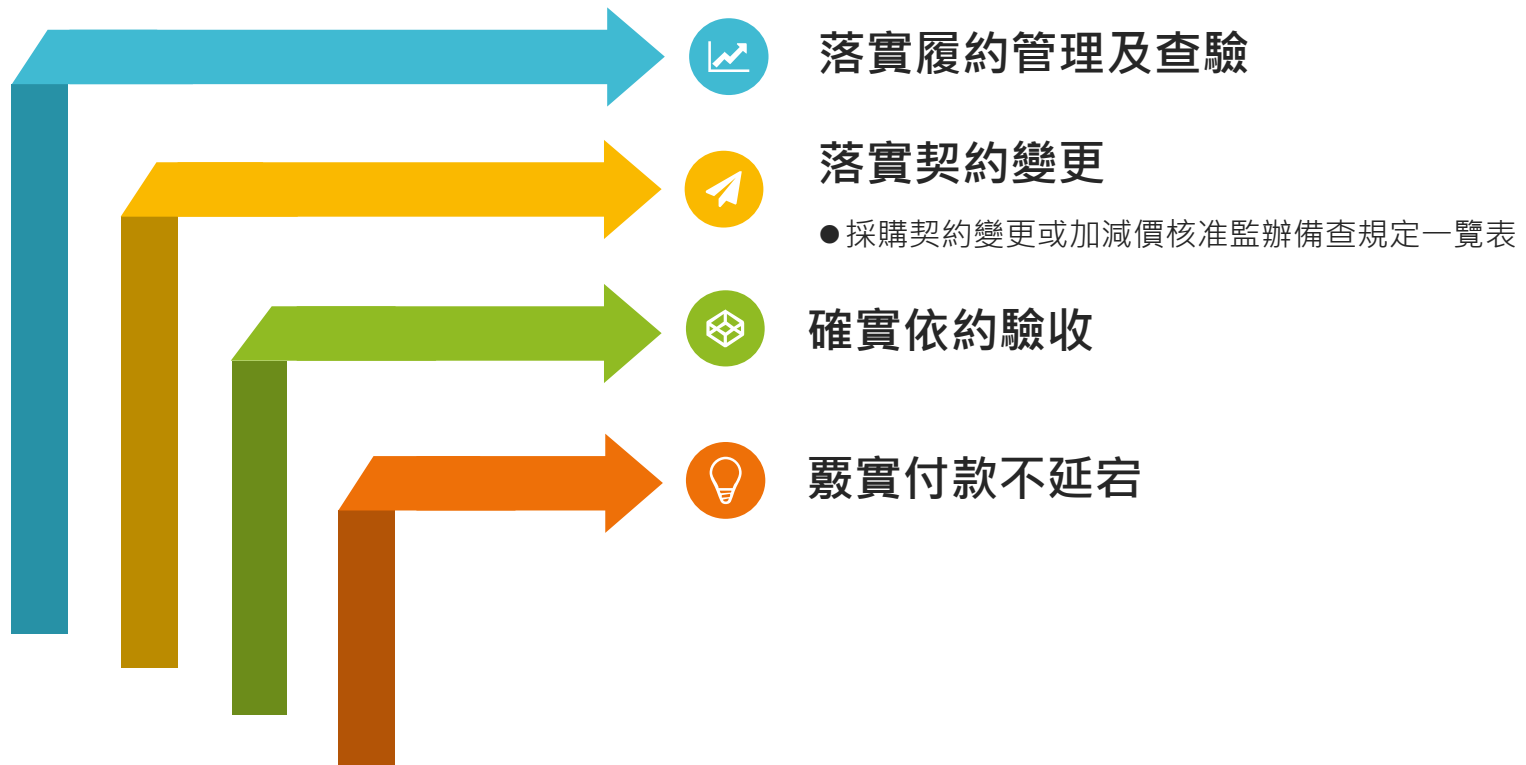 落實履約管理及查驗
落實契約變更
●採購契約變更或加減價核准監辦備查規定一覽表
確實依約驗收
覈實付款不延宕